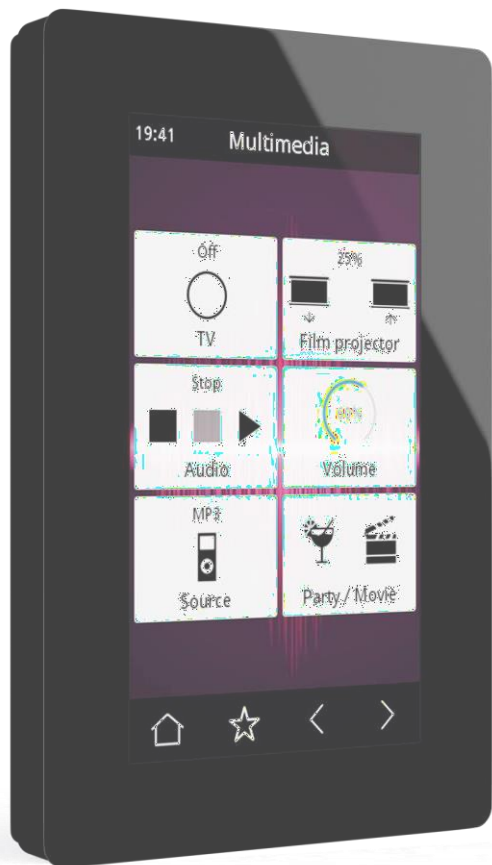 19:41
Multimedia
Off
TV
25%
Film projector
Stop
Audio
Volume
MP3
Source
Party / Movie